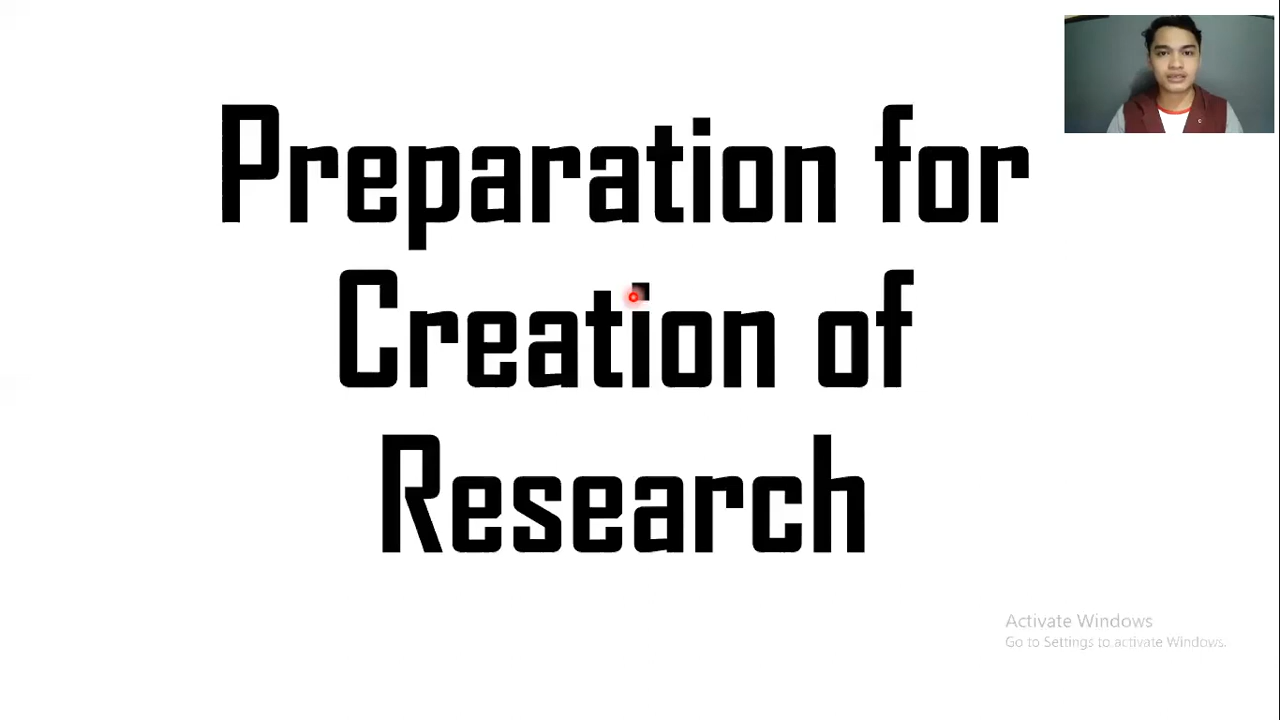 Preparation for
Creation of
Research
Activate Windows
Go to Settings to activate Windows.